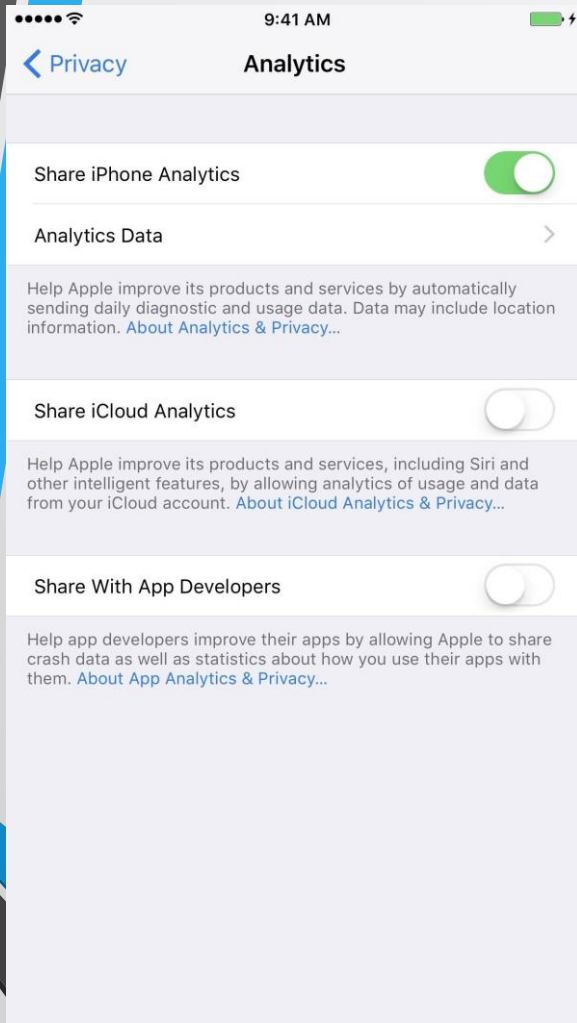 9:41 AM
Privacy
Analytics
Share iPhone Analytics
Analytics Data
Help Apple improve its products and services by automatically
sending daily diagnostic and usage data. Data may include location
information. About Analytics & Privacy...
Share iCloud Analytics
Help Apple improve its products and services, including Siri and
other intelligent features, by allowing analytics of usage and data
from your iCloud account. About iCloud Analytics & Privacy...
Share With App Developers
Help app developers improve their apps by allowing Apple to share
crash data as well as statistics about how you use their apps with
them. About App Analytics & Privacy...